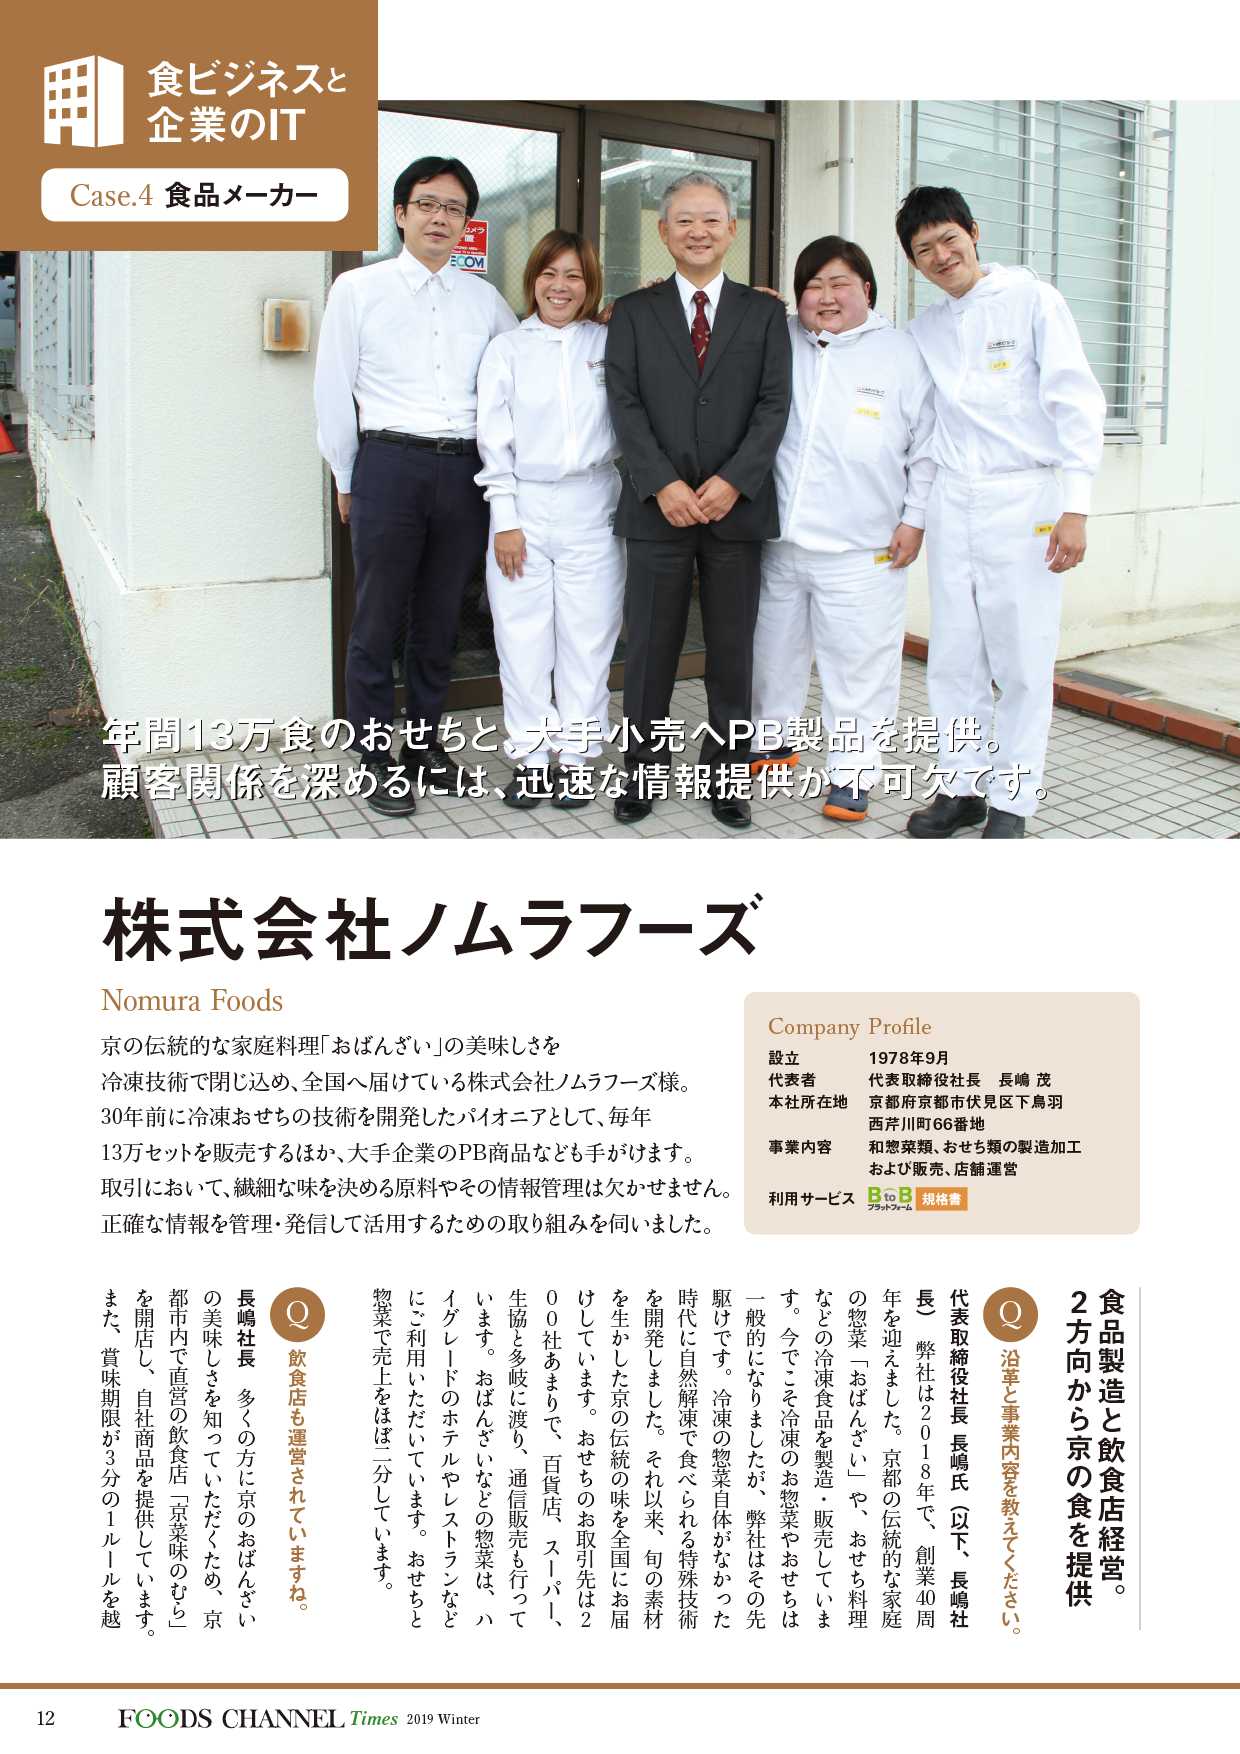 食ビジネスと
企業のIT
Case.4 食品メーカー
年間13万食のおせちと、大手小売へPB製品を提供。
顧客関係を深めるには、迅速な情報提供が不可欠です。
株式会社ノムラフーズ
Nomura Foods
京の伝統的な家庭料理「おばんざい」の美味しさを
冷凍技術で閉じ込め、全国へ届けている株式会社ノムラフーズ様。
30年前に冷凍おせちの技術を開発したパイオニアとして、毎年
13万セットを販売するほか、大手企業のPB商品なども手がけます。
取引において、繊細な味を決める原料やその情報管理は欠かせません。
正確な情報を管理・発信して活用するための取り組みを伺いました。
Company Profile
設立 1978年9月
代表者 代表取締役社長 長嶋 茂
本社所在地 京都府京都市伏見区下鳥羽
西芹川町66番地
事業内容 和惣菜類、おせち類の製造加工
および販売、店舗運営
利用サービス BtoB プラットフォーム 規格書
食品製造と飲食店経営。
2方向から京の食を提供
Q 沿革と事業内容を教えてください。
代表取締役社長 長嶋氏（以下、長嶋社
長） 弊社は2018年で、創業40周
年を迎えました。京都の伝統的な家庭
の惣菜「おばんざい」や、おせち料理
などの冷凍食品を製造・販売していま
す。今でこそ冷凍のお惣菜やおせちは
一般的になりましたが、弊社はその先
駆けです。冷凍の惣菜自体がなかった
時代に自然解凍で食べられる特殊技術
を開発しました。それ以来、旬の素材
を生かした京の伝統の味を全国にお届
けしています。おせちのお取引先は2
00社あまりで、百貨店、スーパー、
生協と多岐に渡り、通信販売も行って
います。おばんざいなどの惣菜は、ハ
イグレードのホテルやレストランなど
にご利用いただいています。おせちと
惣菜で売上をほぼ二分しています。
Q 飲食店も運営されていますね。
長嶋社長 多くの方に京のおばんざい
の美味しさを知っていただくため、京
都市内で直営の飲食店「京菜味のむら」
を開店し、自社商品を提供しています。
また、賞味期限が3分の1ルールを越
12 FOODS CHANNEL Times 2019 Winter